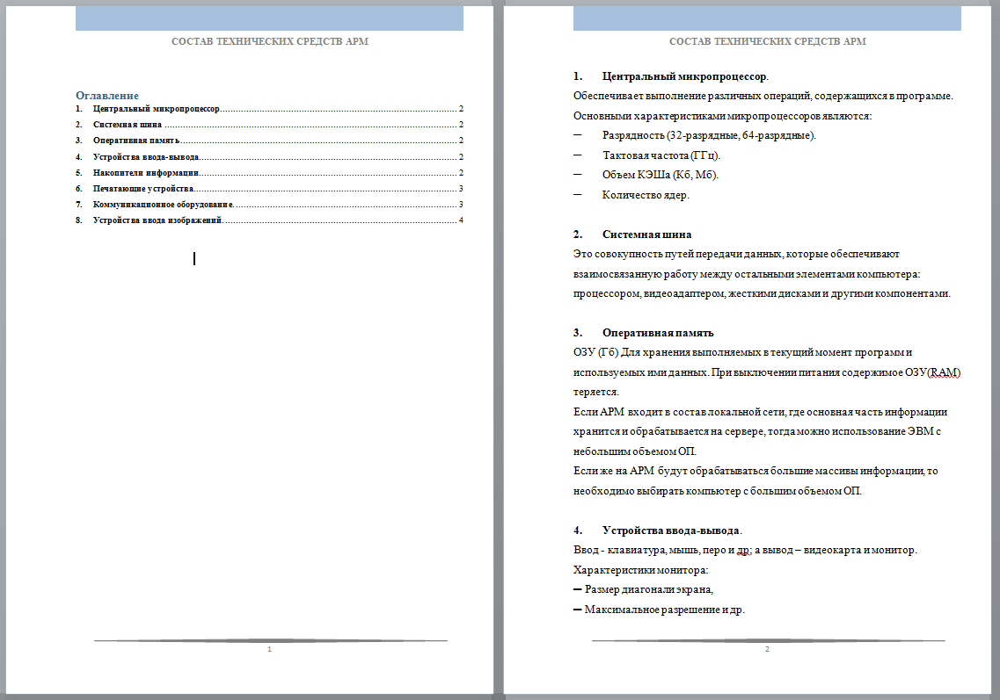 СОСТАВ ТЕХНИЧЕСКИХ СРЕДСТВ АРМ
Оглавление
1. Центральный микропроцессор. 2
2. Системная шина 2
3. Оперативная память 2
4. Устройства ввода-вывода. 2
5. Накопители информации. 2
6. Печатающие устройства. 3
7. Коммуникационное оборудование. 3
8. Устройства ввода изображений. 4
1
СОСТАВ ТЕХНИЧЕСКИХ СРЕДСТВ АРМ
1. Центральный микропроцессор.
Обеспечивает выполнение различных операций, содержащихся в программе.
Основными характеристиками микропроцессоров являются:
— Разрядность (32-разрядные, 64-разрядные).
— Тактовая частота (ГГц).
— Объем КЭШа (Кб, Мб).
— Количество ядер.
2. Системная шина
Это совокупность путей передачи данных, которые обеспечивают
взаимосвязанную работу между остальными элементами компьютера:
процессором, видеоадаптером, жесткими дисками и другими компонентами.
3. Оперативная память
ОЗУ (Гб) Для хранения выполняемых в текущий момент программ и
используемых ими данных. При выключении питания содержимое ОЗУ(RAM)
теряется.
Если АРМ входит в состав локальной сети, где основная часть информации
хранится и обрабатывается на сервере, тогда можно использование ЭВМ с
небольшим объемом ОП.
Если же на АРМ будут обрабатываться большие массивы информации, то
необходимо выбирать компьютер с большим объемом ОП.
4. Устройства ввода-вывода.
Ввод - клавиатура, мышь, перо и др; а вывод – видеокарта и монитор.
Характеристики монитора:
— Размер диагонали экрана,
— Максимальное разрешение и др.
2